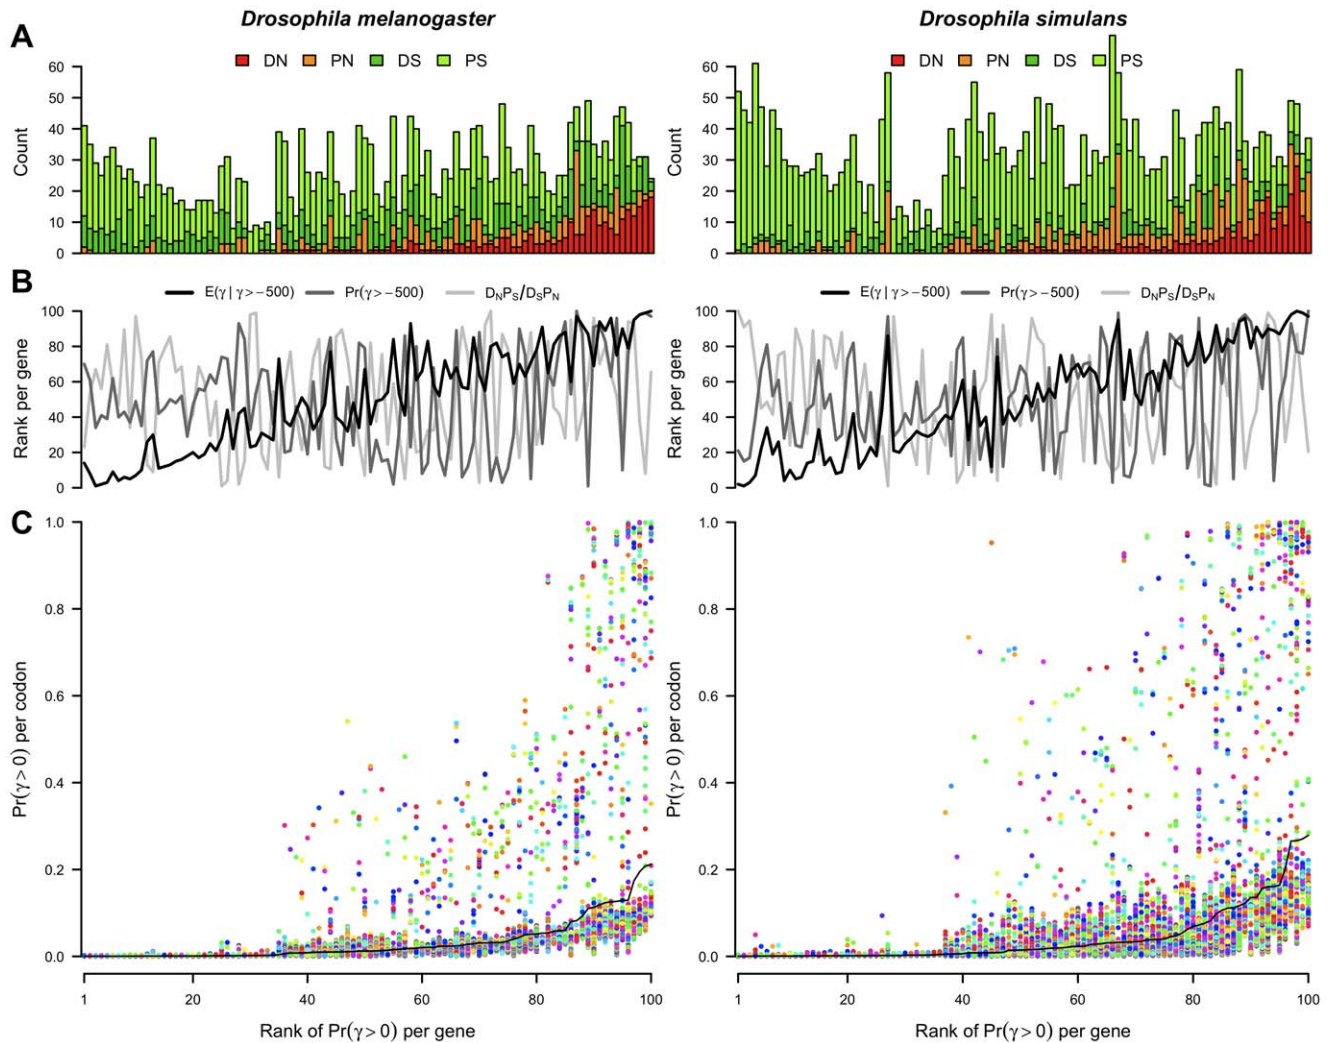 Drosophila melanogaster
Drosophila simulans
A
DN PN DS PS
DN PN DS PS
Count
60
50
40
30
20
10
0
Count
60
50
40
30
20
10
0
B
E(γ | γ>−500) Pr(γ>−500) DNPS/DSPN
E(γ | γ>−500) Pr(γ>−500) DNPS/DSPN
Rank per gene
100
80
60
40
20
0
Rank per gene
100
80
60
40
20
0
C
Pr(γ>0) per codon
1.0
0.8
0.6
0.4
0.2
0.0
Pr(γ>0) per codon
1.0
0.8
0.6
0.4
0.2
0.0
1 20 40 60 80 100
1 20 40 60 80 100
Rank of Pr(γ>0) per gene
Rank of Pr(γ>0) per gene